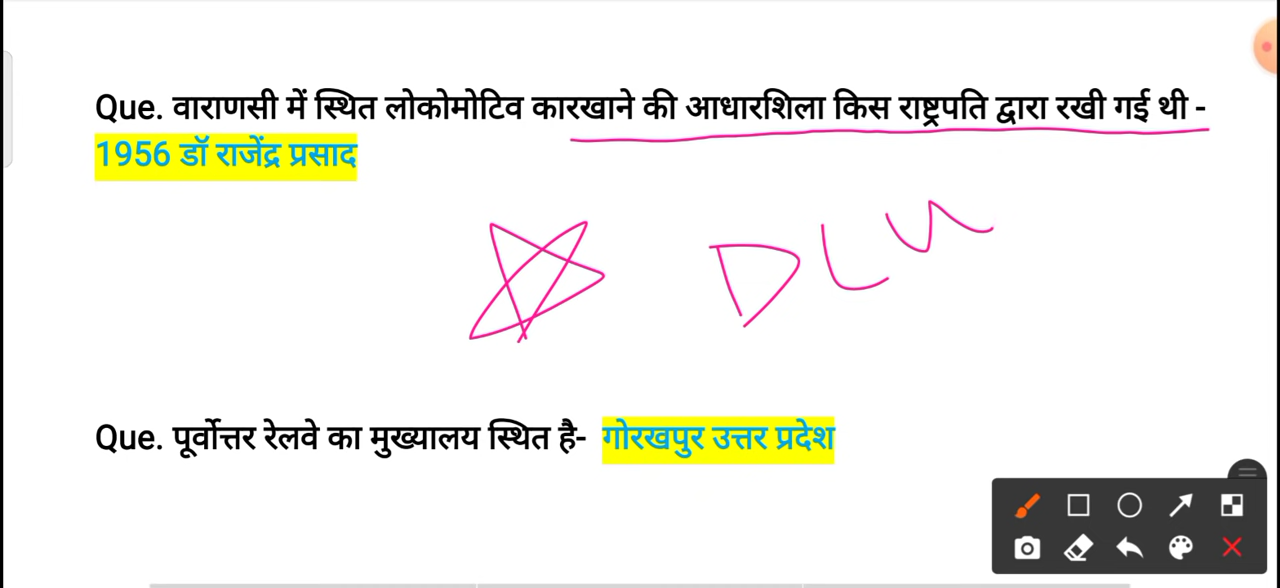 Que. वाराणसी में स्थित लोकोमोटिव कारखाने की आधारशिला किस राष्ट्रपति द्वारा रखी गई थी -
1956 डॉ राजेंद्र प्रसाद
DLW
Que. पूर्वोत्तर रेलवे का मुख्यालय स्थित है- गोरखपुर उत्तर प्रदेश